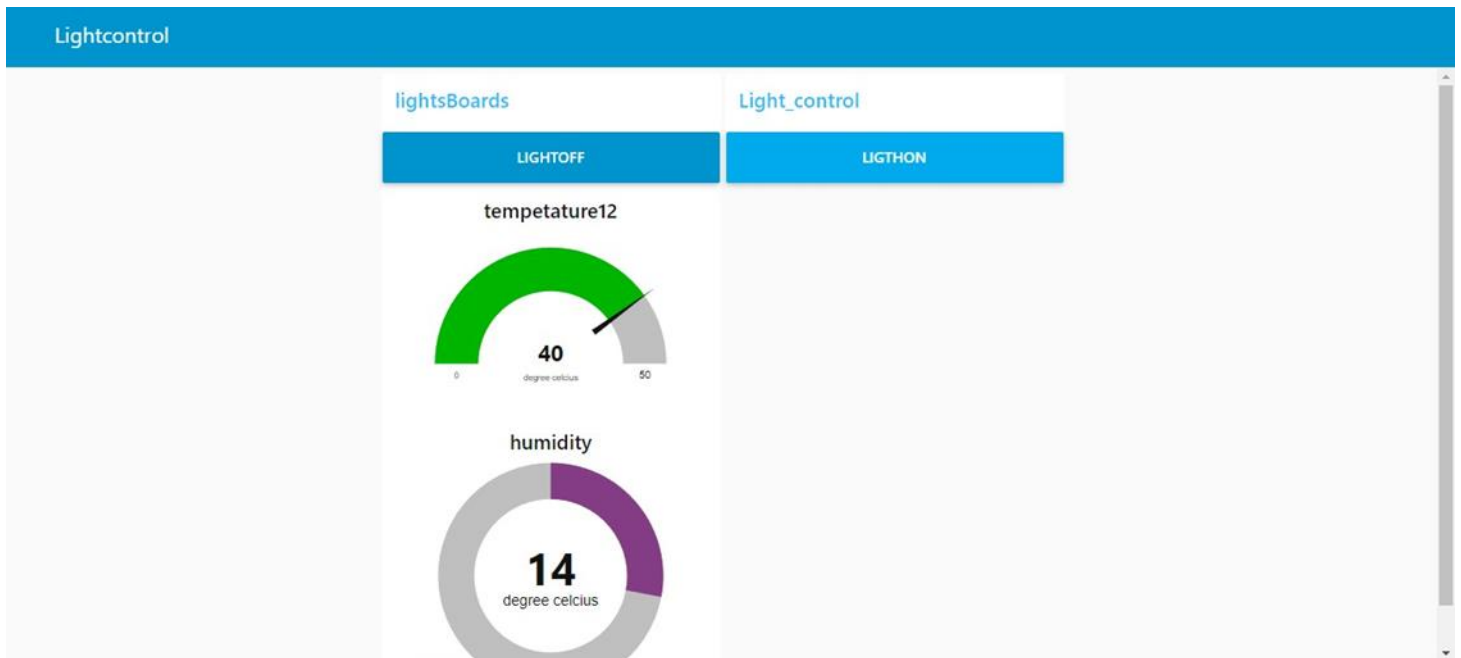 Lightcontrol
lightsBoards
Light_control
LIGHTOFF
LIGTHON
tempetature12
40
0
degree celcius
50
humidity
14
degree celcius